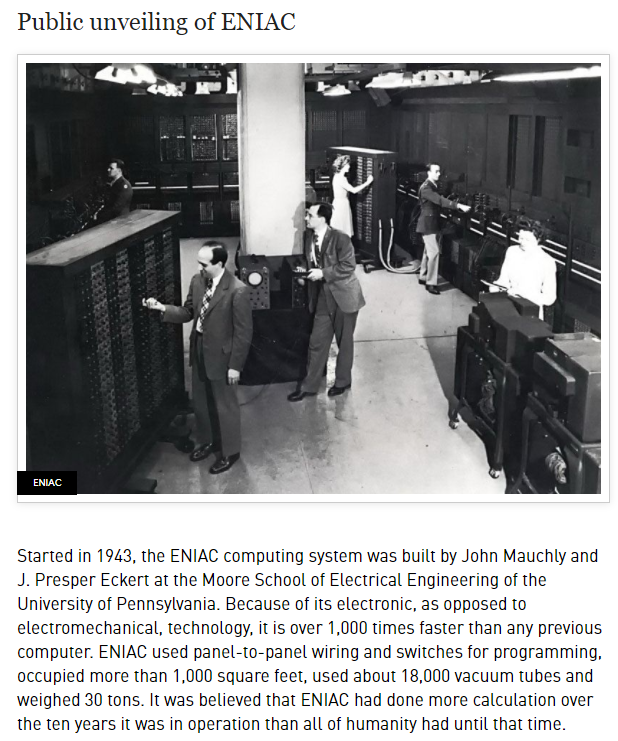 Public unveiling of ENIAC
ENIAC
Started in 1943, the ENIAC computing system was built by John Mauchly and
J. Presper Eckert at the Moore School of Electrical Engineering of the
University of Pennsylvania. Because of its electronic, as opposed to
electromechanical, technology, it is over 1,000 times faster than any previous
computer. ENIAC used panel-to-panel wiring and switches for programming,
occupied more than 1,000 square feet, used about 18,000 vacuum tubes and
weighed 30 tons. It was believed that ENIAC had done more calculation over
the ten years it was in operation than all of humanity had until that time.